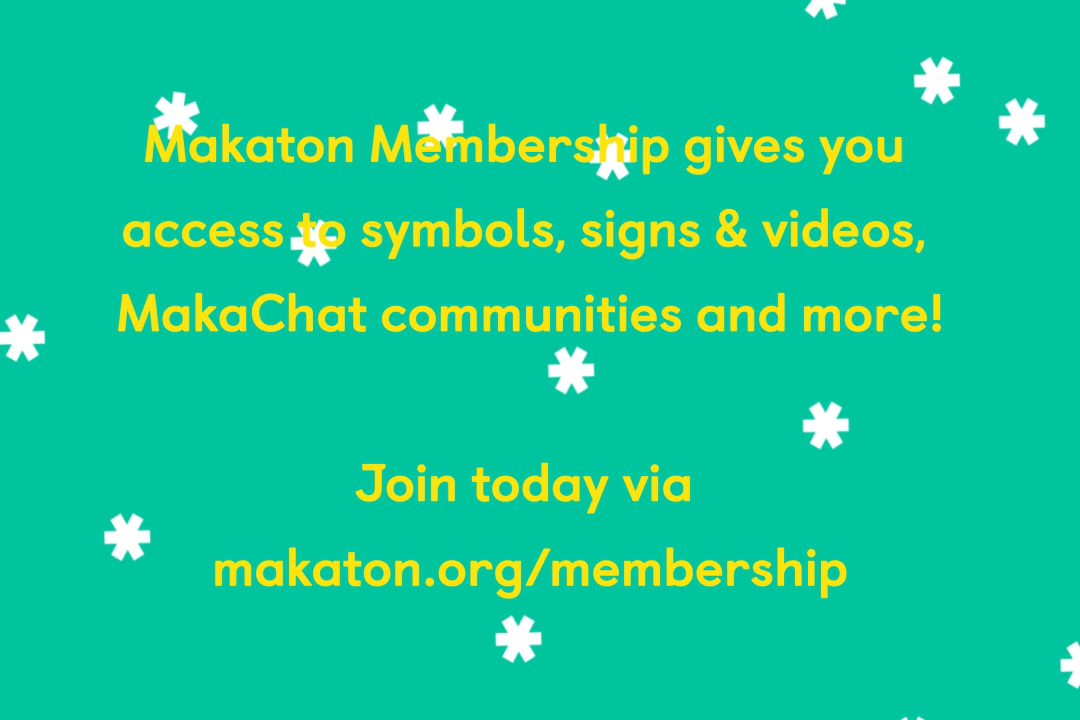 Makaton Membership gives you
access to symbols, signs & videos,
MakaChat communities and more!
Join today via
makaton.org/membership